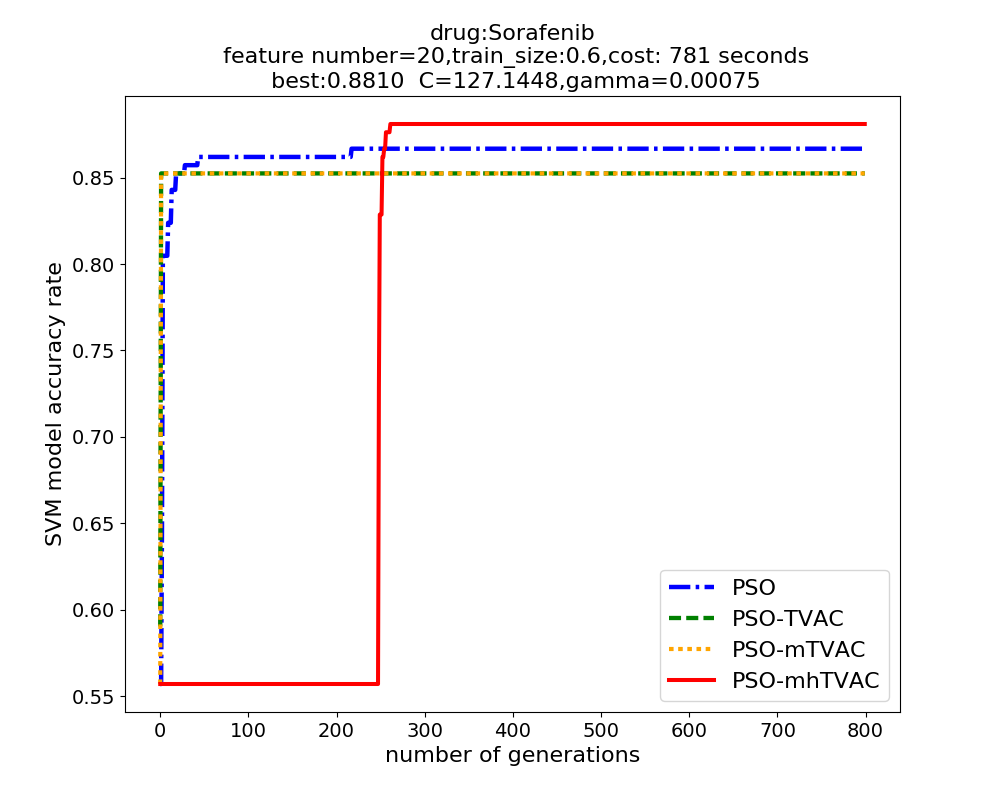 drug:Sorafenib
feature number=20,train_size:0.6,cost: 781 seconds
best:0.8810  C=127.1448,gamma=0.00075
SVM model accuracy rate
0.85
0.80
0.75
0.70
0.65
0.60
0.55
0 100 200 300 400 500 600 700 800
number of generations
PSO
PSO-TVAC
PSO-mTVAC
PSO-mhTVAC